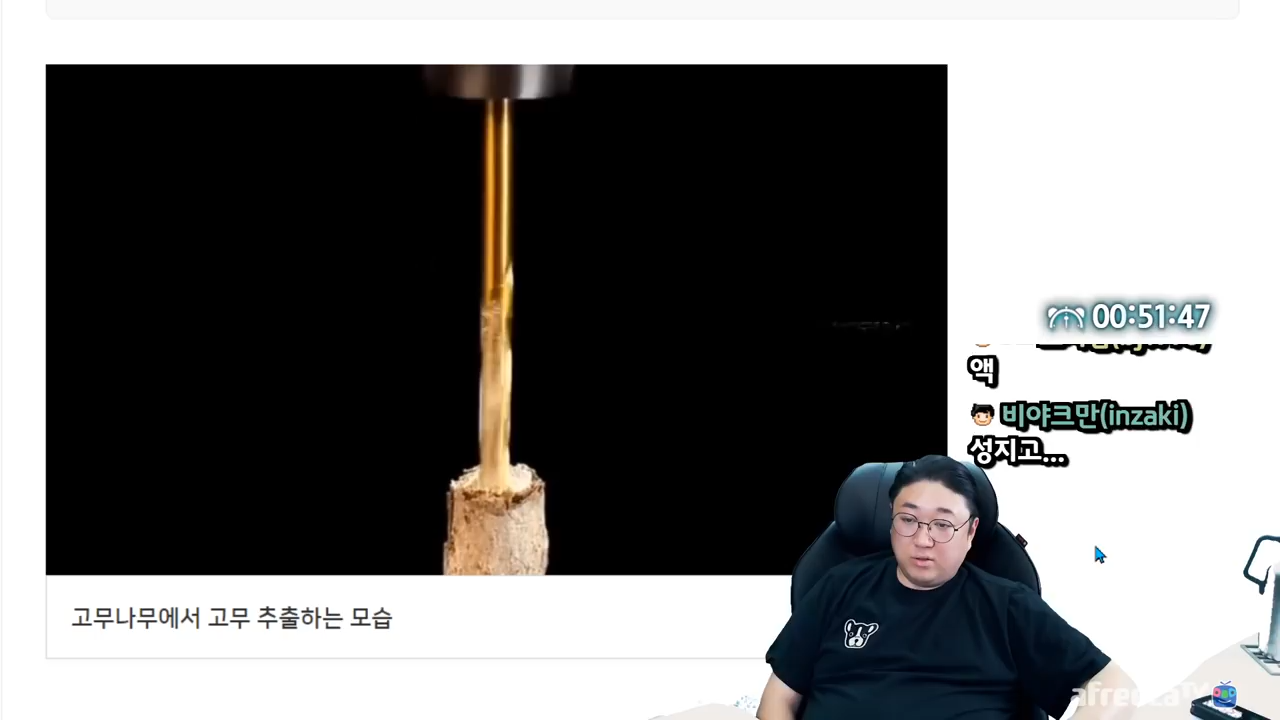 00:51:47
액
비야크만(inzaki)
성지고...
고무나무에서 고무 추출하는 모습
afreecaTV